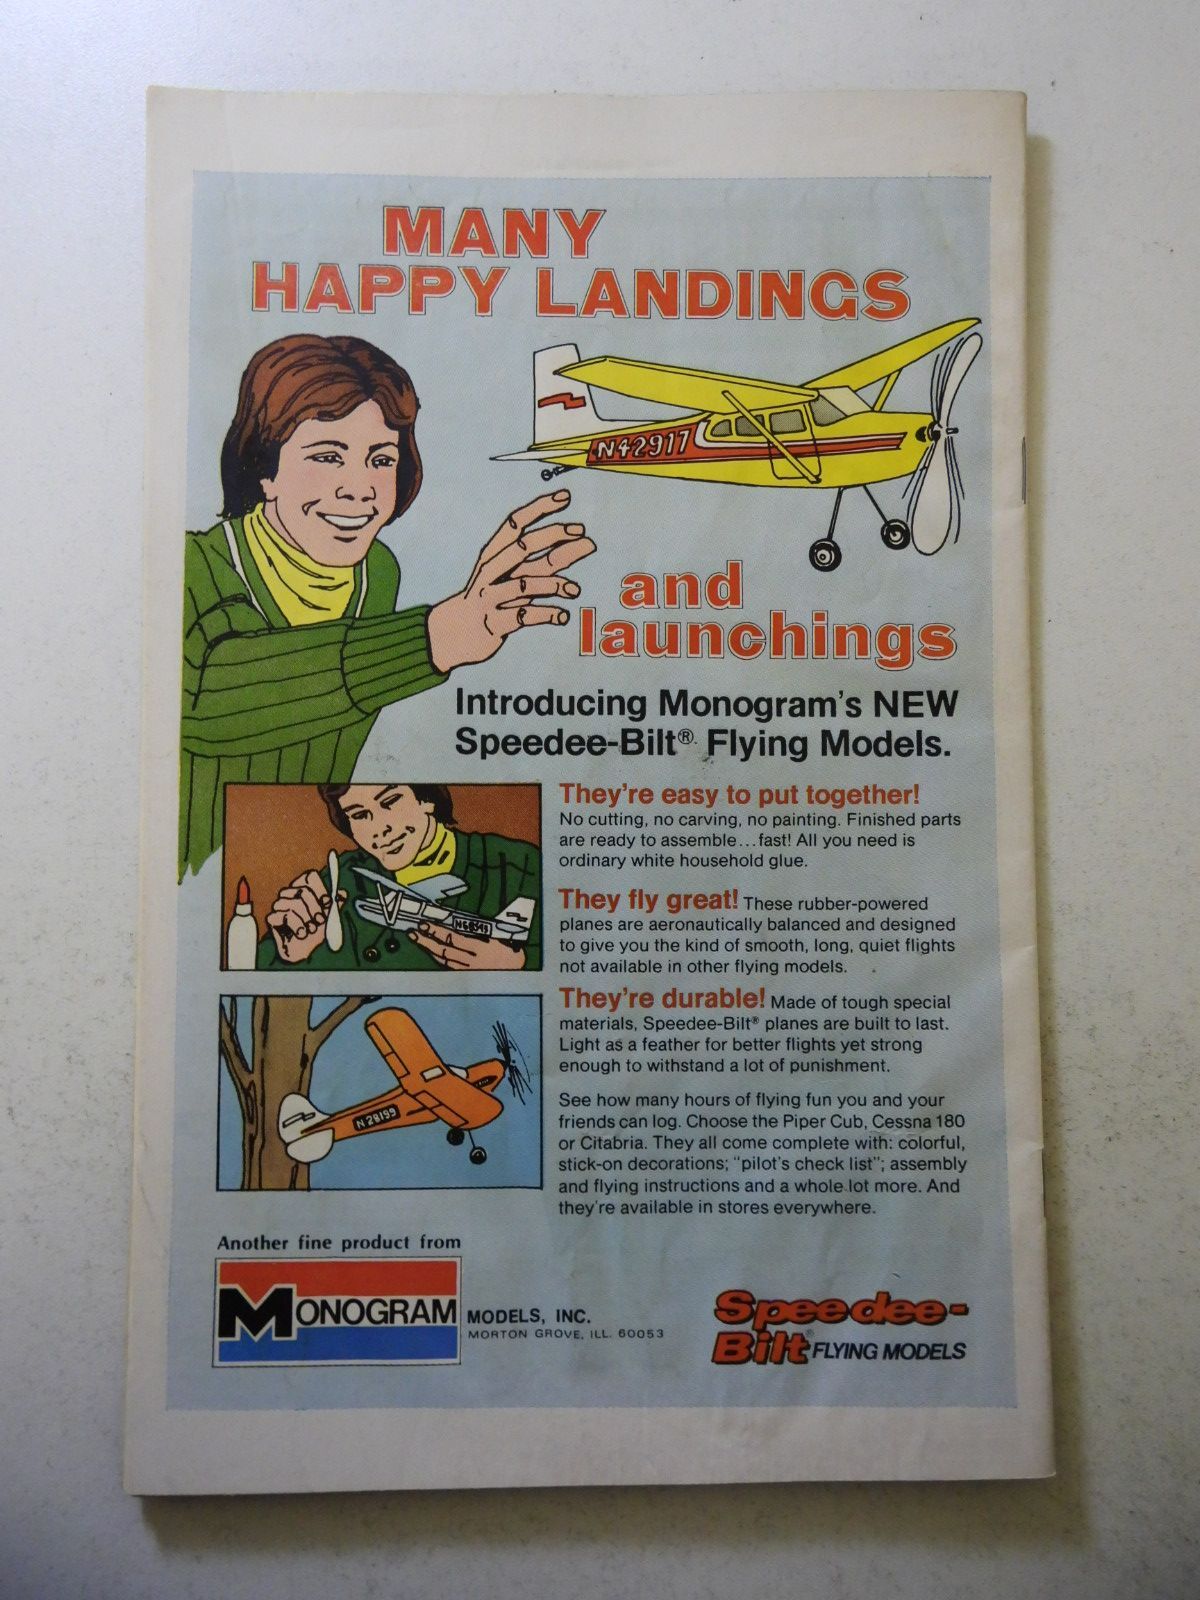 MANY
HAPPY LANDINGS
N42917
and
launchings
Introducing Monogram's NEW
Speedee-Bilt® Flying Models.
They're easy to put together!
No cutting, no carving, no painting. Finished parts
are ready to assemble...fast! All you need is
ordinary white household glue.
They fly great! These rubber-powered
planes are aeronautically balanced and designed
to give you the kind of smooth, long, quiet flights
not available in other flying models.
They're durable! Made of tough special
materials, Speedee-Bilt® planes are built to last.
Light as a feather for better flights yet strong
enough to withstand a lot of punishment.
N28199
See how many hours of flying fun you and your
friends can log. Choose the Piper Cub, Cessna 180
or Citabria. They all come complete with: colorful,
stick-on decorations; "pilot's check list"; assembly
and flying instructions and a whole lot more. And
they're available in stores everywhere.
Another fine product from
MONOGRAM MODELS, INC.
MORTON GROVE, ILL. 60053
Speedee-
Bilt® FLYING MODELS